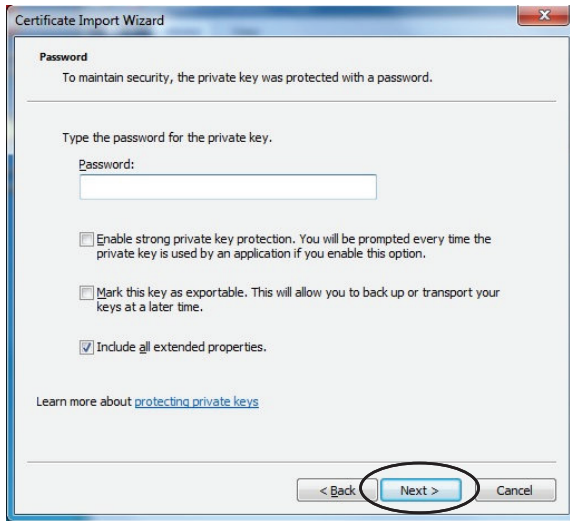 Certificate Import Wizard
Password
To maintain security, the private key was protected with a password.
Type the password for the private key.
Password:
Enable strong private key protection. You will be prompted every time the
private key is used by an application if you enable this option.
Mark this key as exportable. This will allow you to back up or transport your
keys at a later time.
Include all extended properties.
Learn more about protecting private keys
< Back Next > Cancel